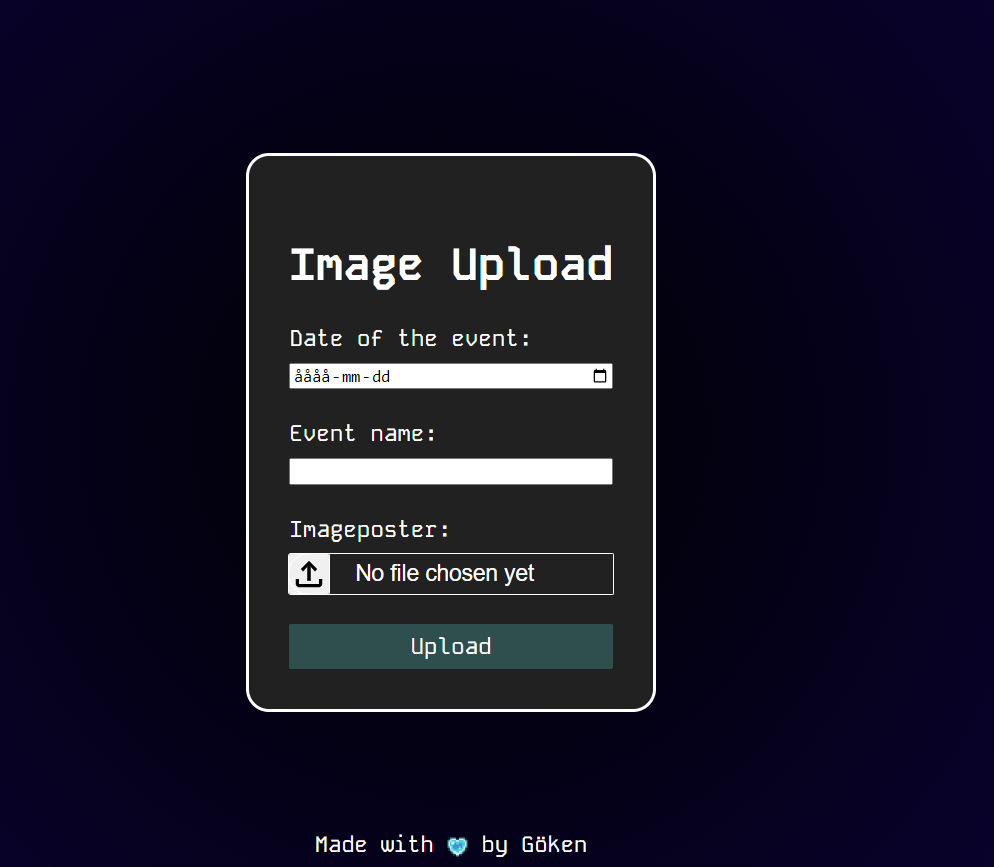 Image Upload
Date of the event:
åååå-mm-dd
Event name:
Imageposter:
No file chosen yet
Upload
Made with 💙 by Göken